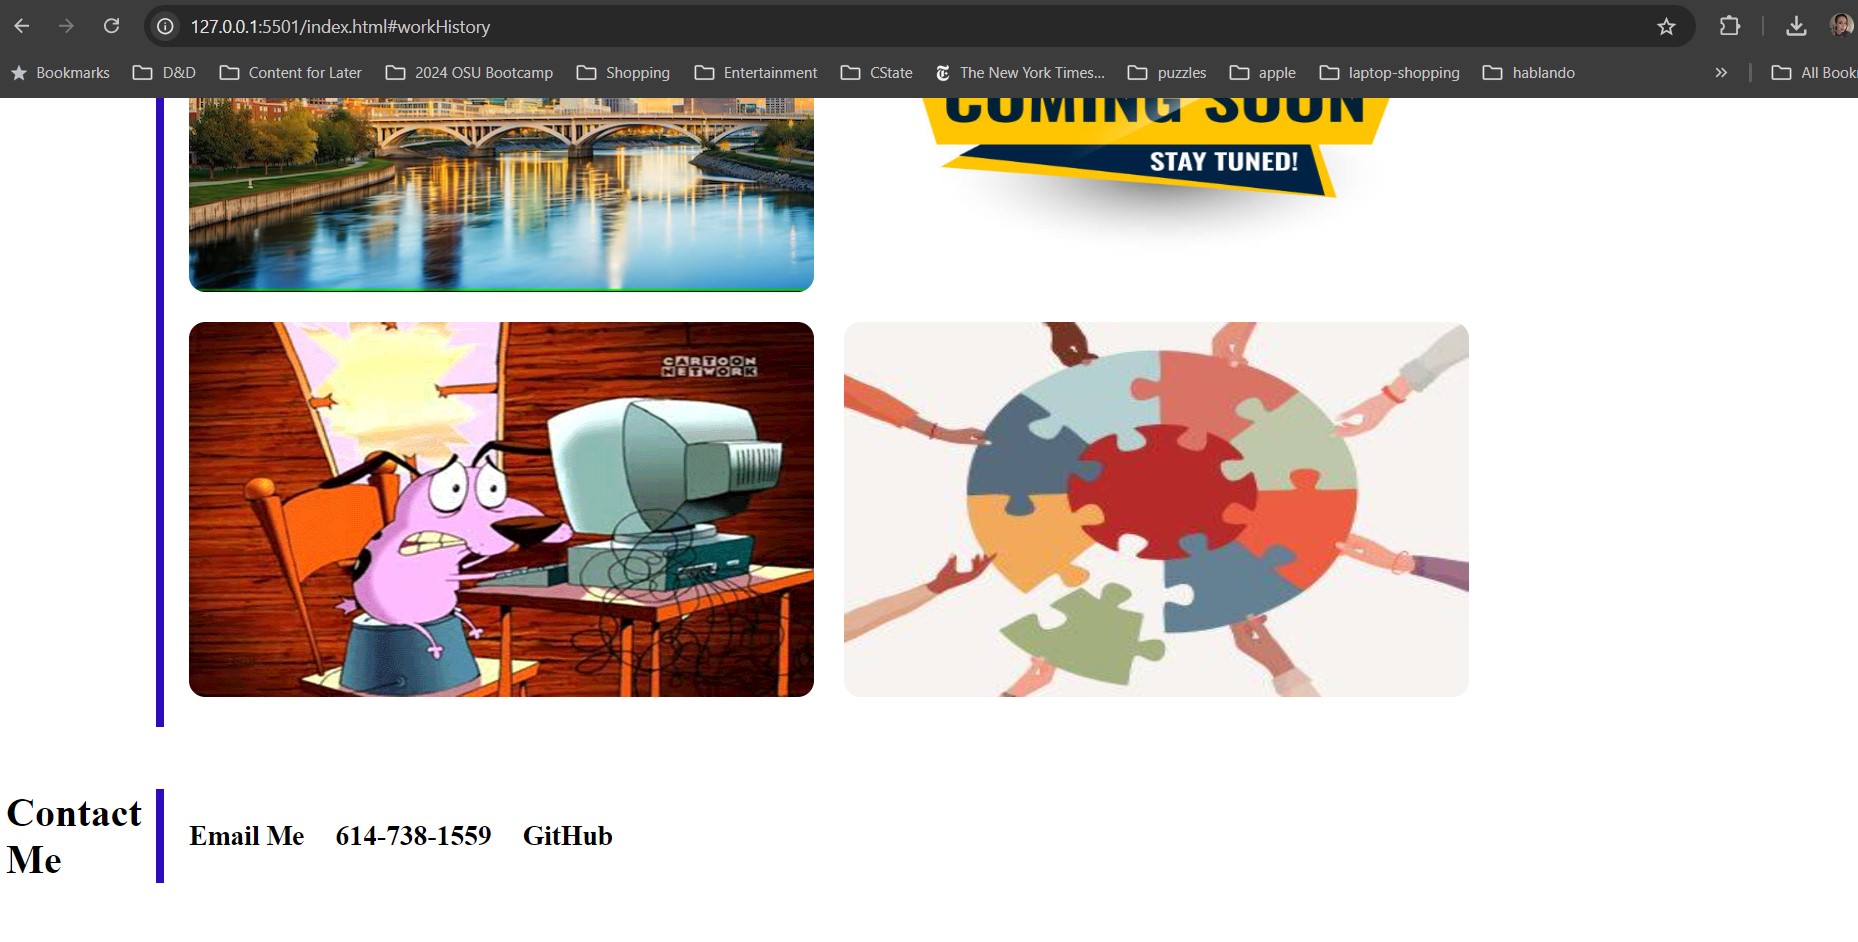 127.0.0.1:5501/index.html#workHistory
Bookmarks D&D Content for Later 2024 OSU Bootcamp Shopping Entertainment CState The New York Times... puzzles apple laptop-shopping hablando » All Book
COMING SOON
STAY TUNED!
CARTOON
NETWORK
Contact
Me
Email Me 614-738-1559 GitHub